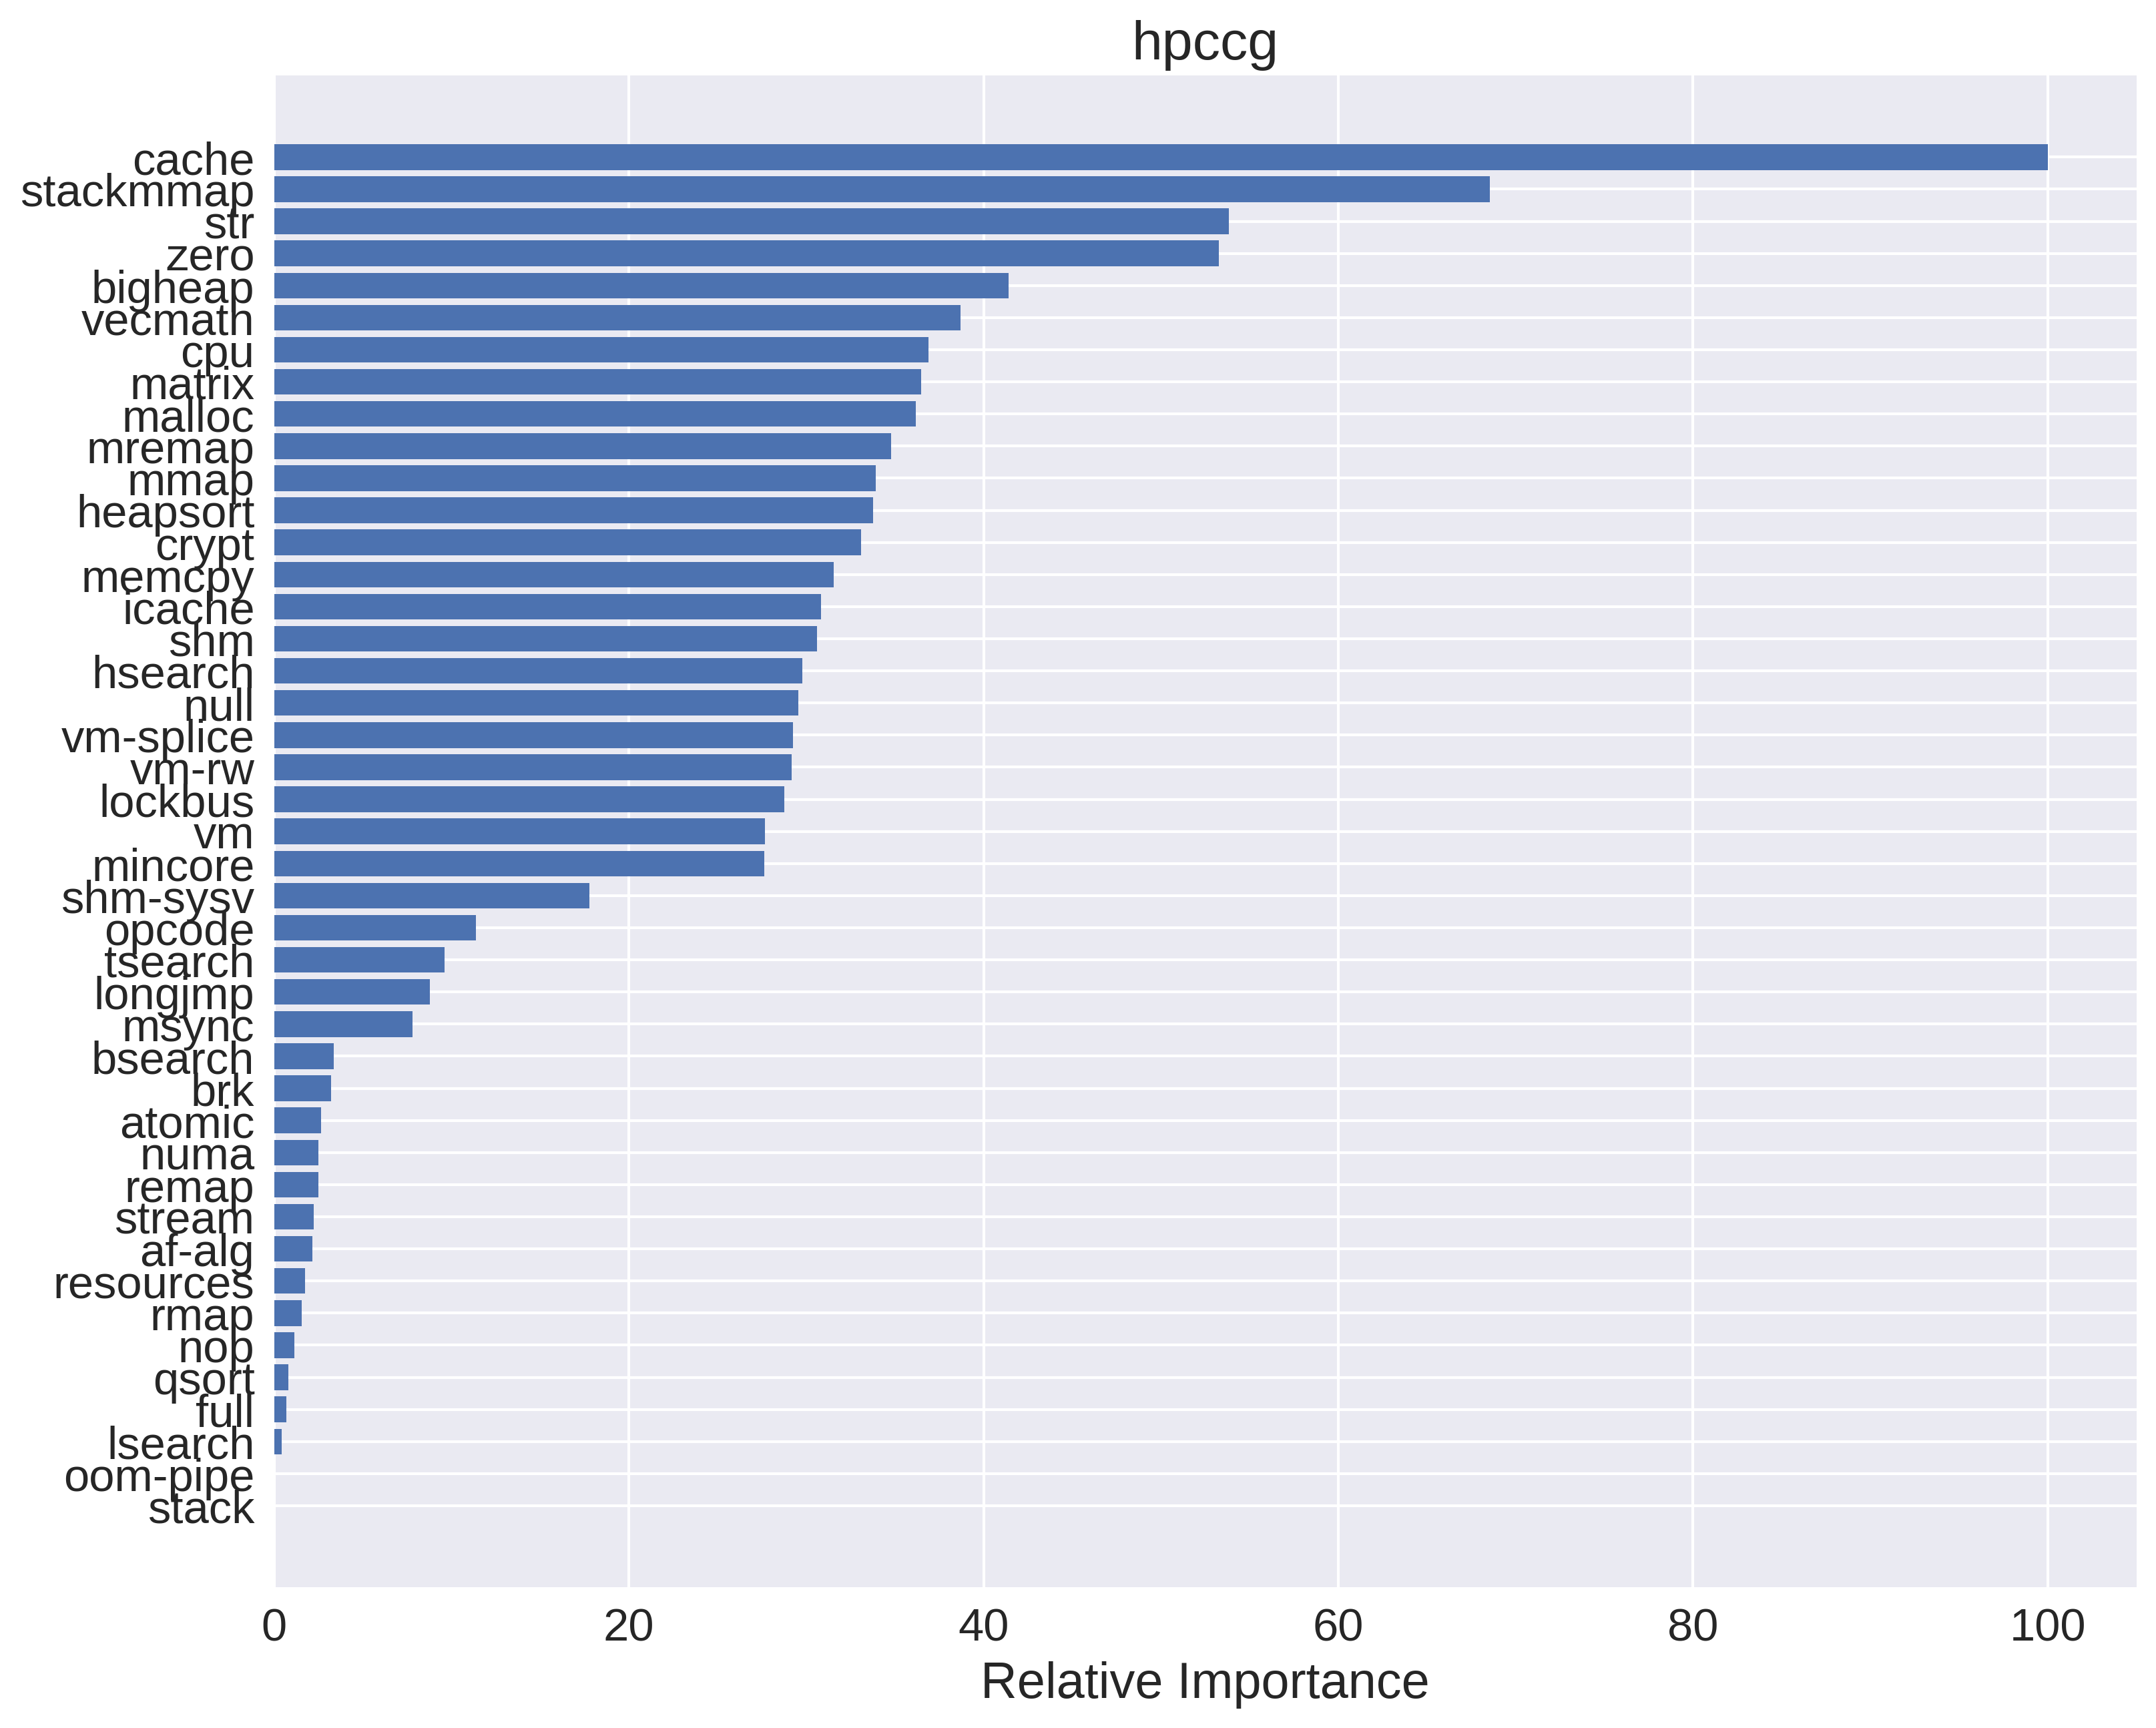 hpccg
cache
stackmmap
str
zero
bigheap
vecmath
cpu
matrix
malloc
mremap
mmap
heapsort
crypt
memcpy
icache
shm
hsearch
null
vm-splice
vm-rw
lockbus
vm
mincore
shm-sysv
opcode
tsearch
longjmp
msync
bsearch
brk
atomic
numa
remap
stream
af-alg
resources
rmap
nop
qsort
full
lsearch
oom-pipe
stack
0 20 40 60 80 100
Relative Importance